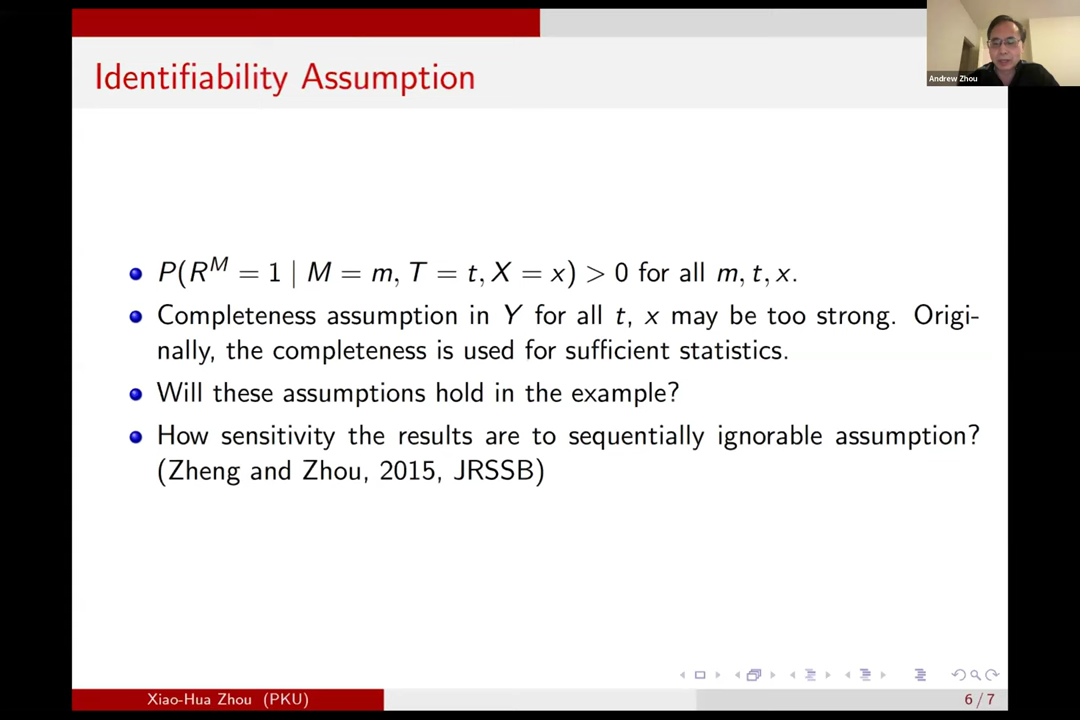 Identifiability Assumption
Andrew Zhou
P(R^M = 1 | M = m, T = t, X = x) > 0 for all m, t, x.
Completeness assumption in Y for all t, x may be too strong. Origi-
nally, the completeness is used for sufficient statistics.
Will these assumptions hold in the example?
How sensitivity the results are to sequentially ignorable assumption?
(Zheng and Zhou, 2015, JRSSB)
Xiao-Hua Zhou (PKU)
6 / 7